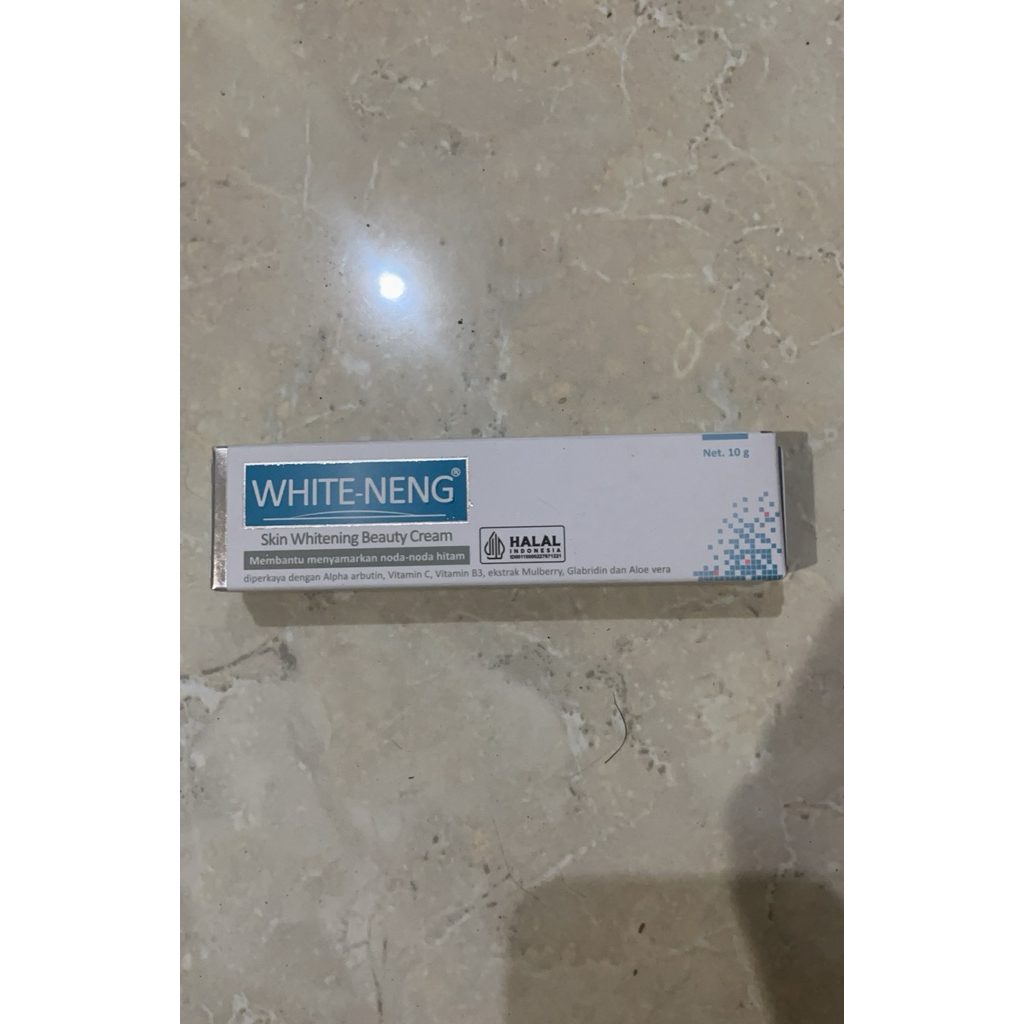 WHITE-NENG®
Net. 10 g
Skin Whitening Beauty Cream
HALAL
INDONESIA
Membantu menyamarkan noda-noda hitam
diperkaya dengan Alpha arbutin, Vitamin C, Vitamin B3, ekstrak Mulberry, Glabridin dan Aloe vera